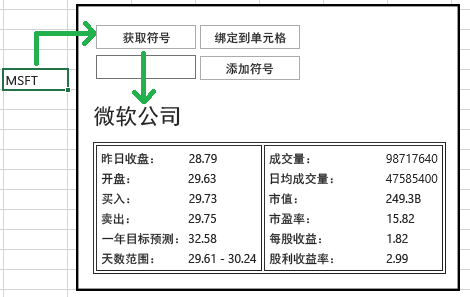 获取符号 绑定到单元格
MSFT
添加符号
微软公司
昨日收盘： 28.79 成交量： 98717640
开盘： 29.63 日均成交量： 47585400
买入： 29.73 市值： 249.3B
卖出： 29.75 市盈率： 15.82
一年目标预测： 32.58 每股收益： 1.82
天数范围： 29.61 - 30.24 股利收益率： 2.99